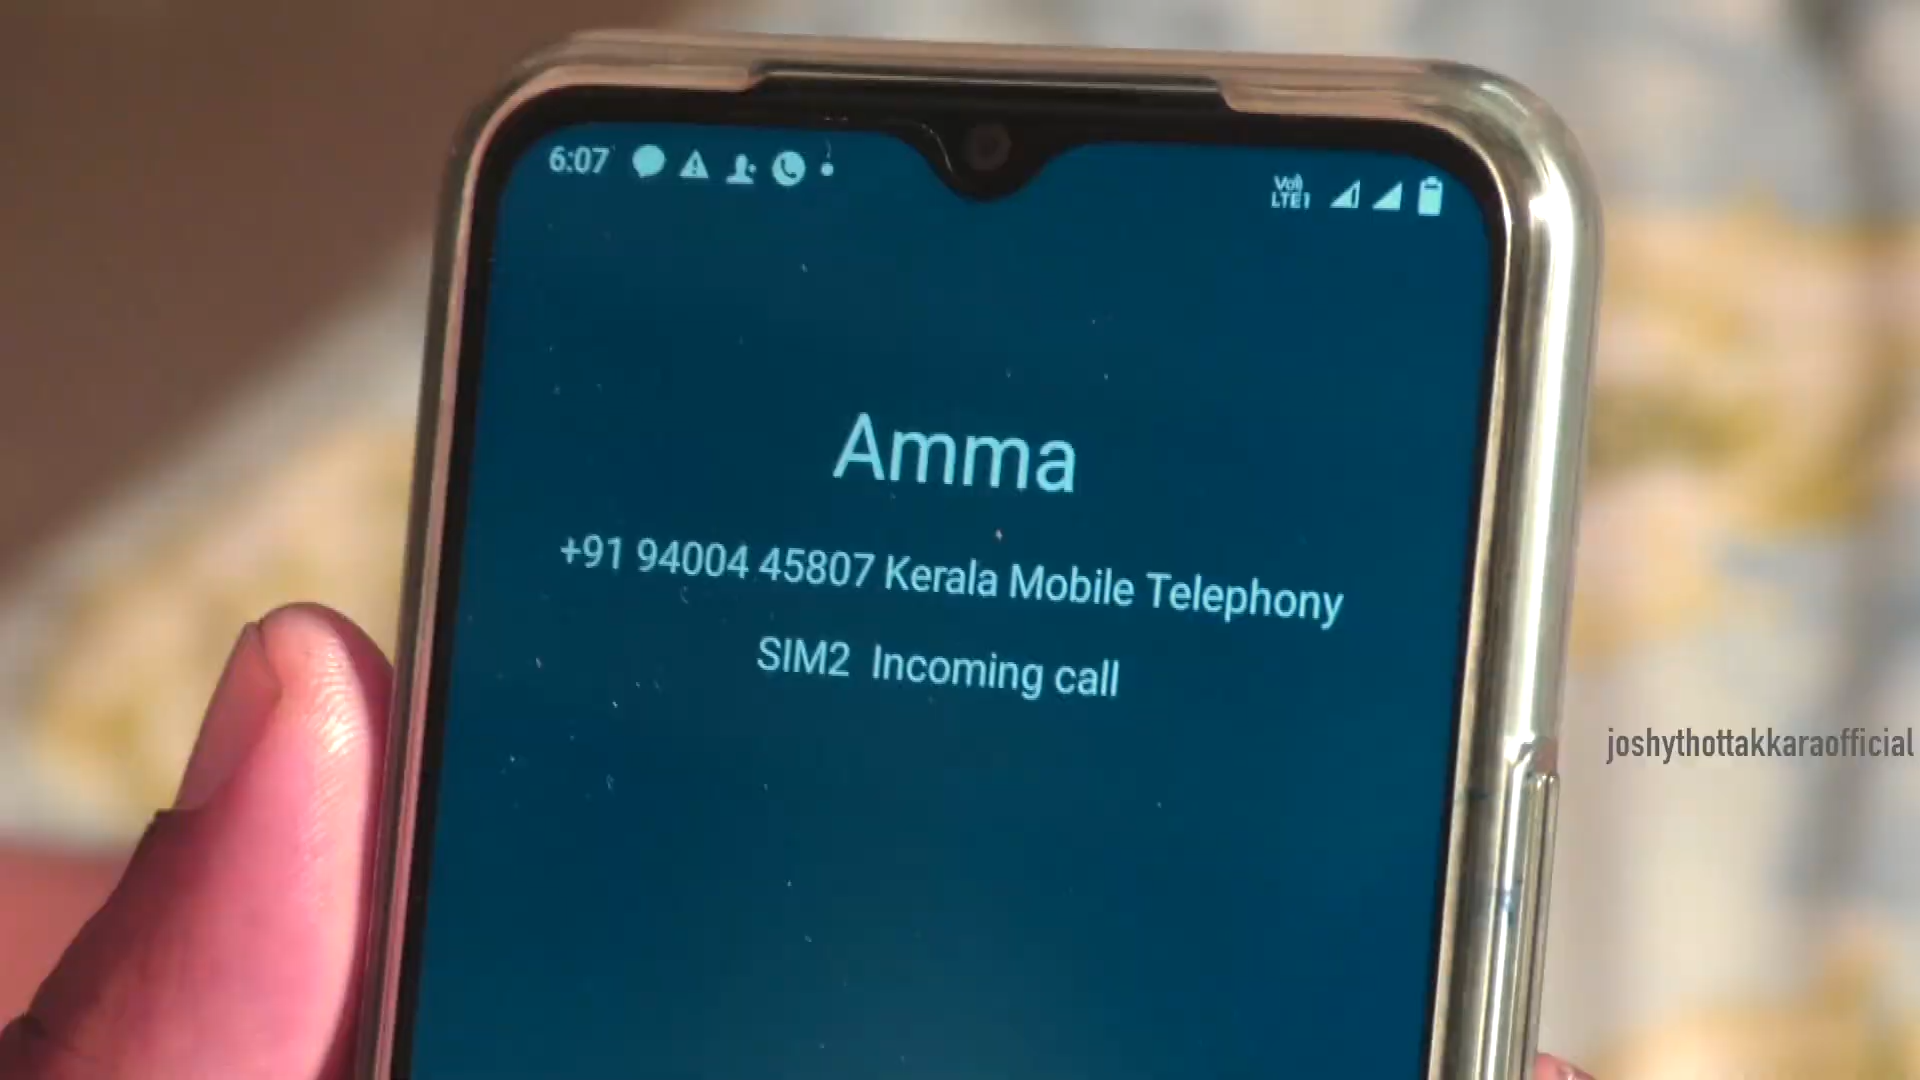 6:07
Vo)) LTE1
Amma
+91 94004 45807 Kerala Mobile Telephony
SIM2 Incoming call
joshythottakkaraofficial